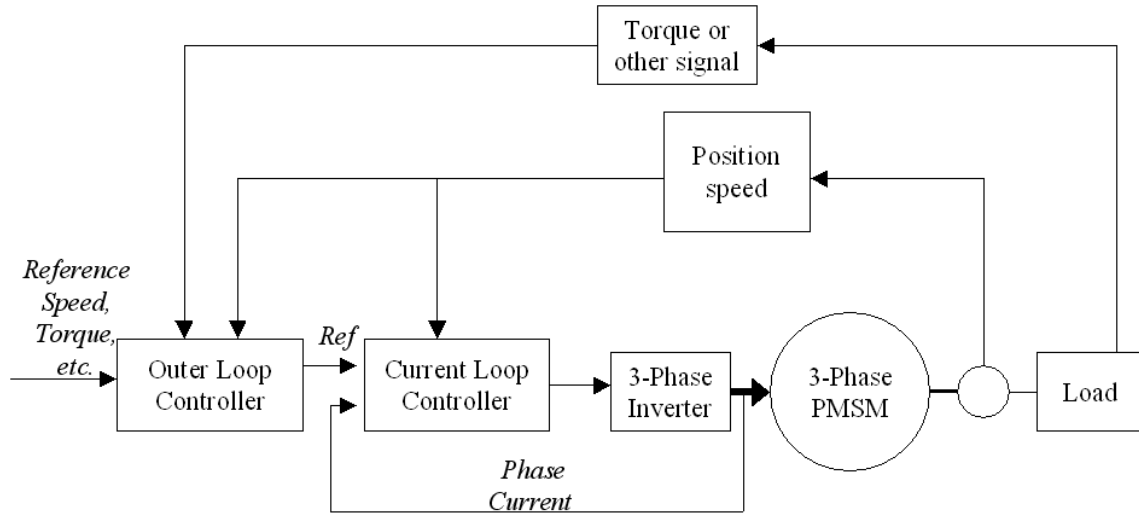 Torque or
other signal
Position
speed
Reference
Speed,
Torque,
etc.
Ref
Outer Loop
Controller
Current Loop
Controller
3-Phase
Inverter
3-Phase
PMSM
Load
Phase
Current